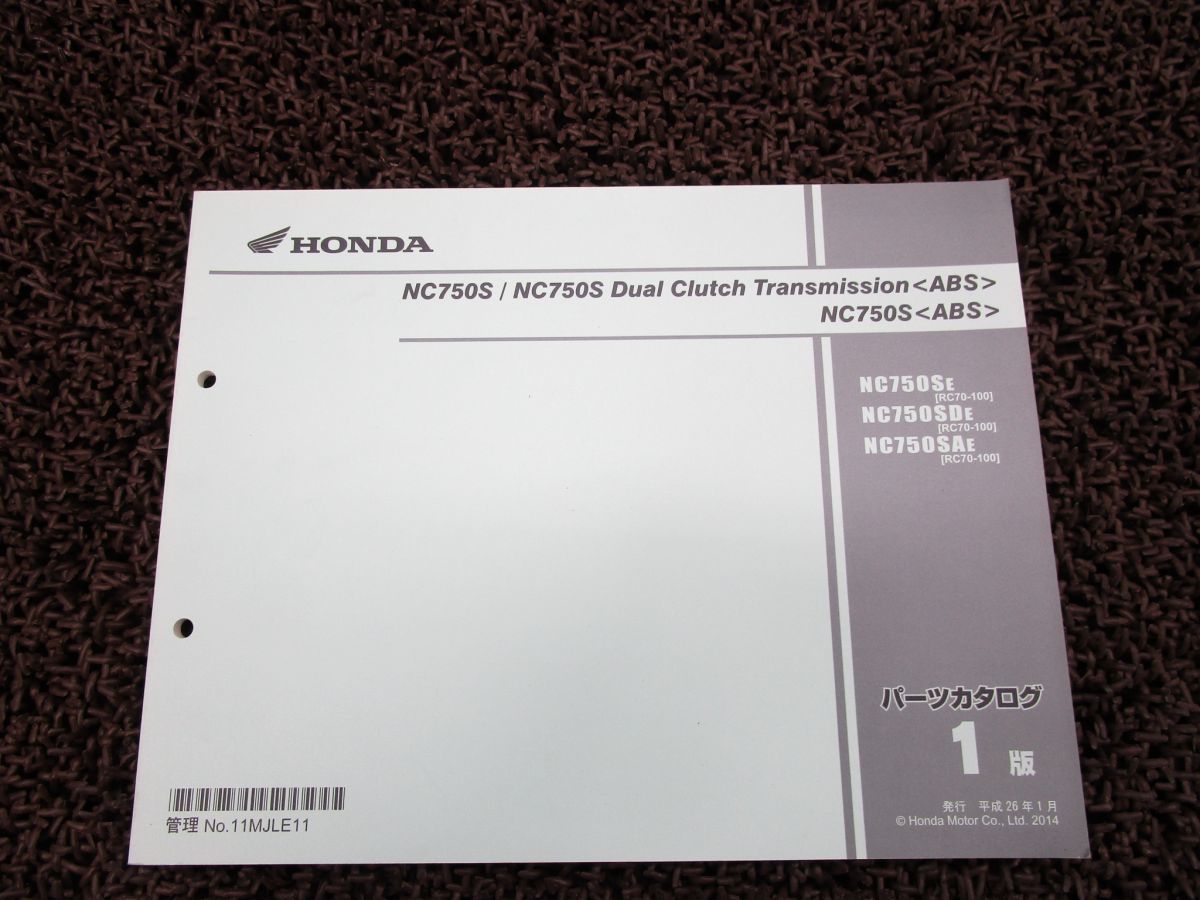 HONDA
NC750S / NC750S Dual Clutch Transmission<ABS>
NC750S<ABS>
NC750SE
[RC70-100]
NC750SDE
[RC70-100]
NC750SAE
[RC70-100]
パーツカタログ
1 版
発行 平成 26 年 1 月
© Honda Motor Co., Ltd. 2014
管理 No.11MJLE11